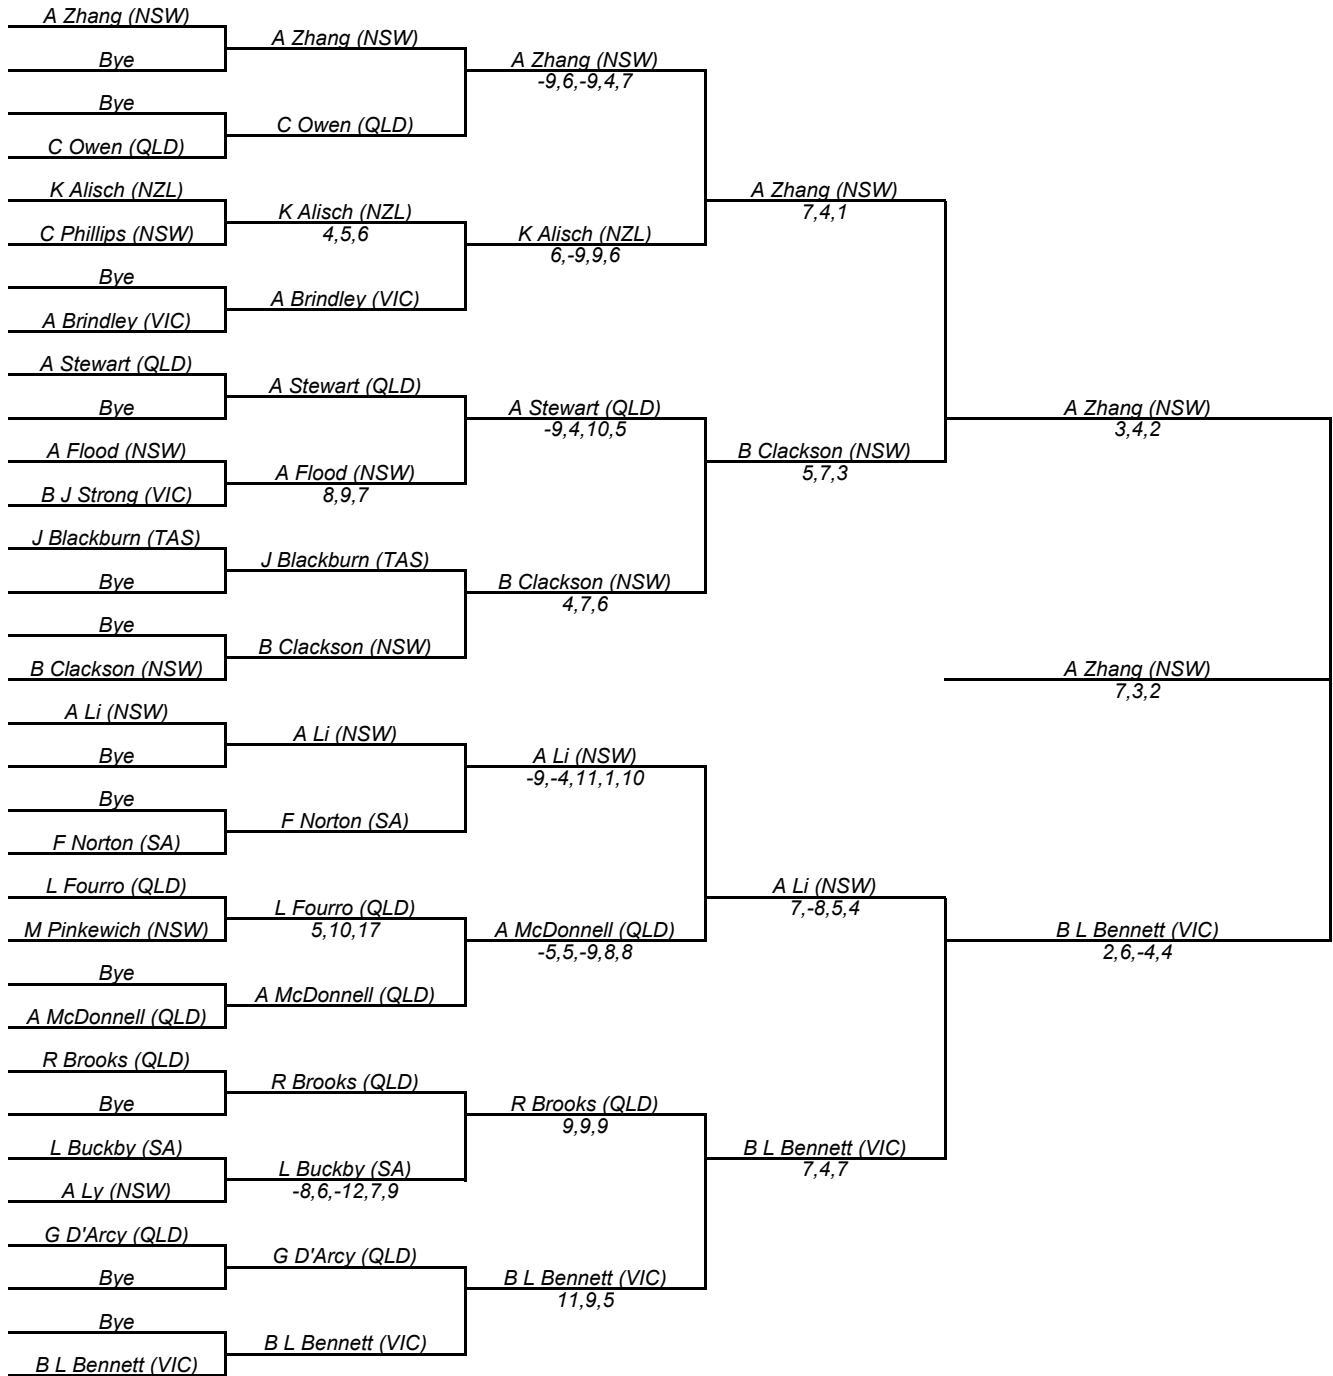 A Zhang (NSW)
Bye
Bye
C Owen (QLD)
K Alisch (NZL)
C Phillips (NSW)
Bye
A Brindley (VIC)
A Stewart (QLD)
Bye
A Flood (NSW)
B J Strong (VIC)
J Blackburn (TAS)
Bye
Bye
B Clackson (NSW)
A Li (NSW)
Bye
Bye
F Norton (SA)
L Fourro (QLD)
M Pinkewich (NSW)
Bye
A McDonnell (QLD)
R Brooks (QLD)
Bye
L Buckby (SA)
A Ly (NSW)
G D'Arcy (QLD)
Bye
Bye
B L Bennett (VIC)
A Zhang (NSW)
C Owen (QLD)
K Alisch (NZL)
4,5,6
A Brindley (VIC)
A Stewart (QLD)
A Flood (NSW)
8,9,7
J Blackburn (TAS)
B Clackson (NSW)
A Li (NSW)
F Norton (SA)
L Fourro (QLD)
5,10,17
A McDonnell (QLD)
R Brooks (QLD)
L Buckby (SA)
-8,6,-12,7,9
G D'Arcy (QLD)
B L Bennett (VIC)
A Zhang (NSW)
-9,6,-9,4,7
K Alisch (NZL)
6,-9,9,6
A Stewart (QLD)
-9,4,10,5
B Clackson (NSW)
4,7,6
A Li (NSW)
-9,-4,11,1,10
A McDonnell (QLD)
-5,5,-9,8,8
R Brooks (QLD)
9,9,9
B L Bennett (VIC)
11,9,5
A Zhang (NSW)
7,4,1
B Clackson (NSW)
5,7,3
A Li (NSW)
7,-8,5,4
B L Bennett (VIC)
7,4,7
A Zhang (NSW)
3,4,2
A Zhang (NSW)
7,3,2
B L Bennett (VIC)
2,6,-4,4